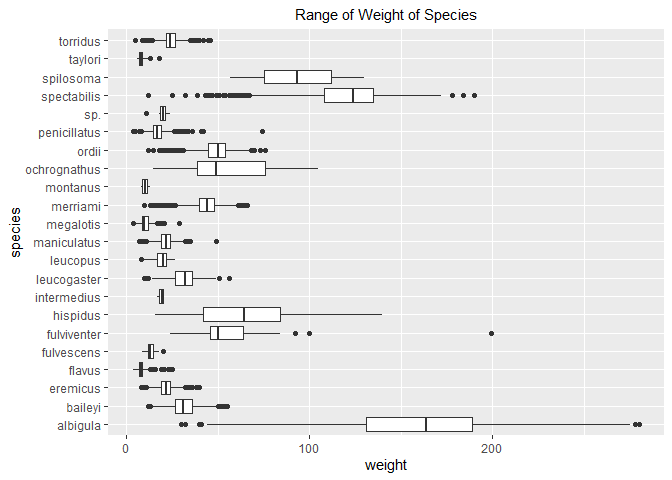 Range of Weight of Species
torridus
taylori
spilosoma
spectabilis
sp.
penicillatus
ordii
ochrognathus
montanus
merriami
megalotis
maniculatus
leucopus
leucogaster
intermedius
hispidus
fulviventer
fulvescens
flavus
eremicus
baileyi
albigula
species
0 100 200
weight